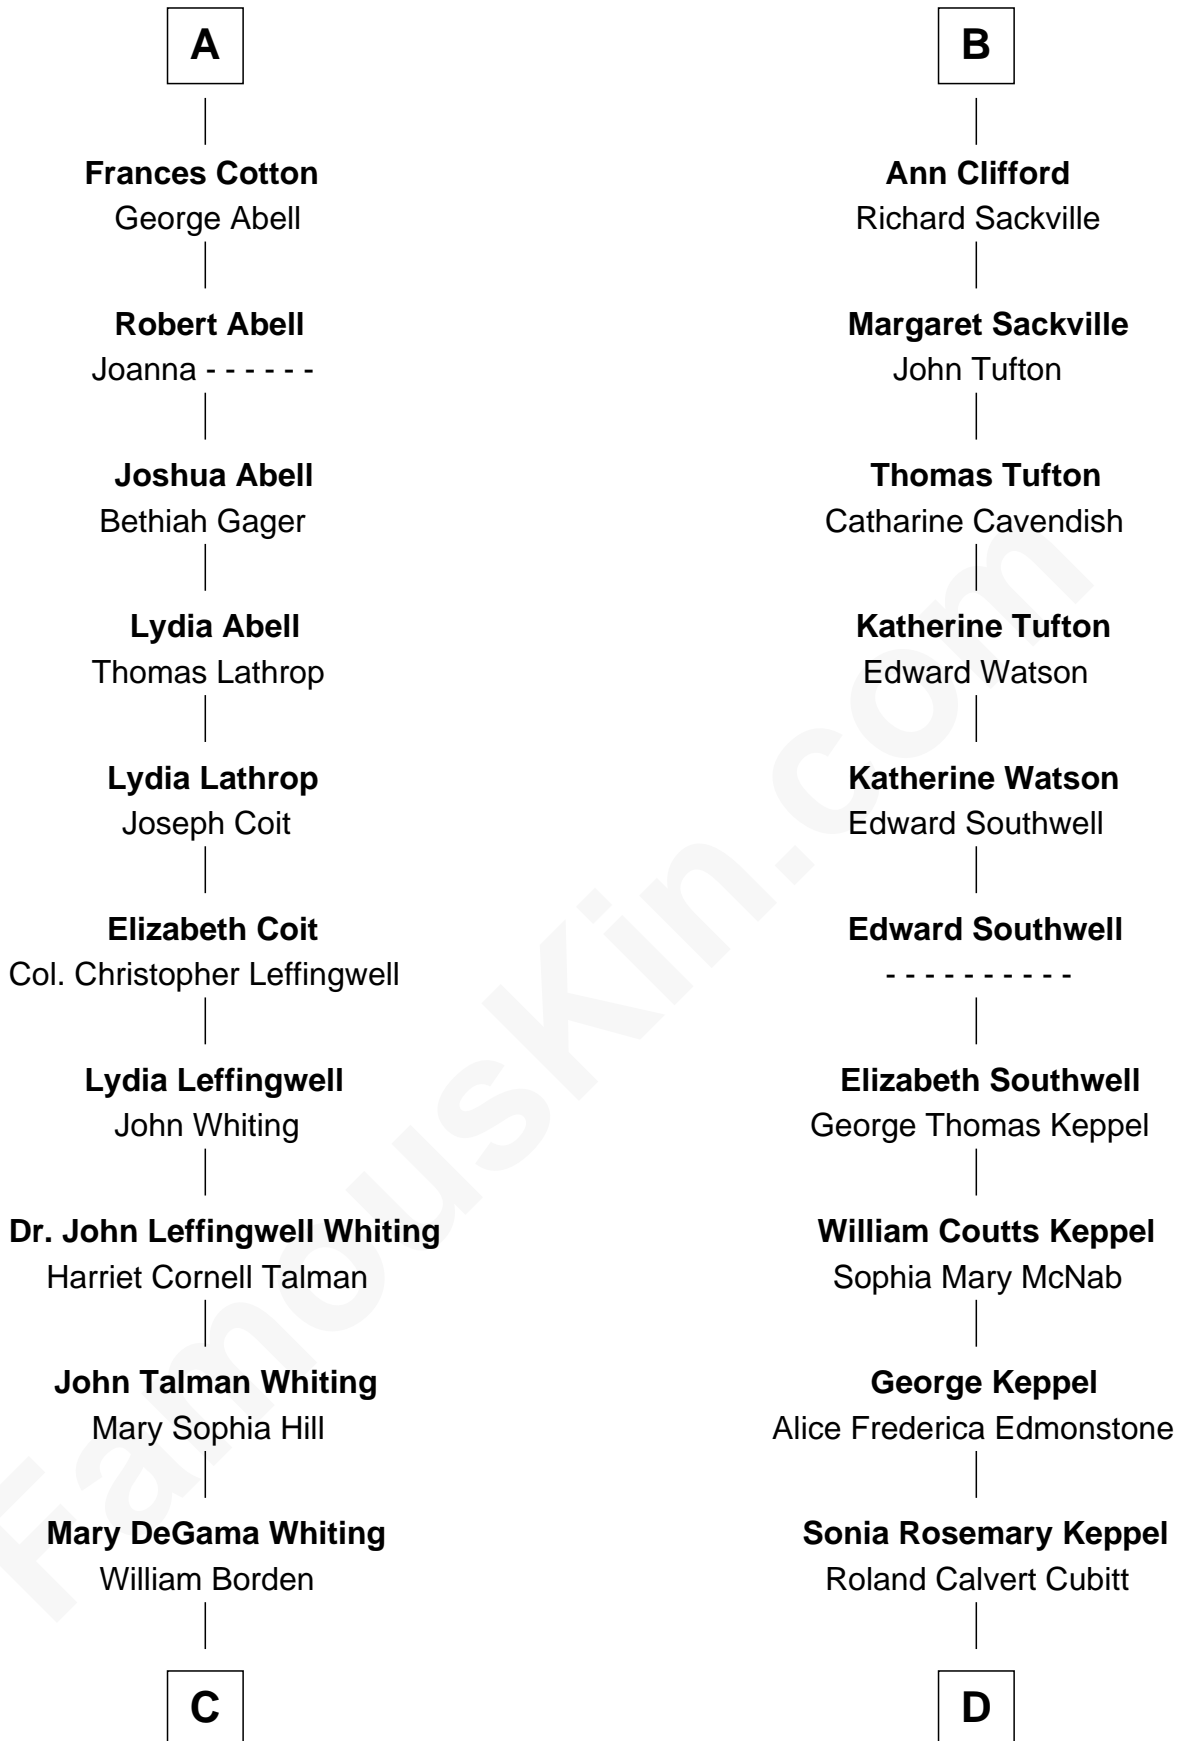 A
Frances Cotton
George Abell
Robert Abell
Joanna - - - - - -
Joshua Abell
Bethiah Gager
Lydia Abell
Thomas Lathrop
Lydia Lathrop
Joseph Coit
Elizabeth Coit
Col. Christopher Leffingwell
Lydia Leffingwell
John Whiting
Dr. John Leffingwell Whiting
Harriet Cornell Talman
John Talman Whiting
Mary Sophia Hill
Mary DeGama Whiting
William Borden
C
B
Ann Clifford
Richard Sackville
Margaret Sackville
John Tufton
Thomas Tufton
Catharine Cavendish
Katherine Tufton
Edward Watson
Katherine Watson
Edward Southwell
Edward Southwell
- - - - - - - - - -
Elizabeth Southwell
George Thomas Keppel
William Coutts Keppel
Sophia Mary McNab
George Keppel
Alice Frederica Edmonstone
Sonia Rosemary Keppel
Roland Calvert Cubitt
D
FamousKin.com